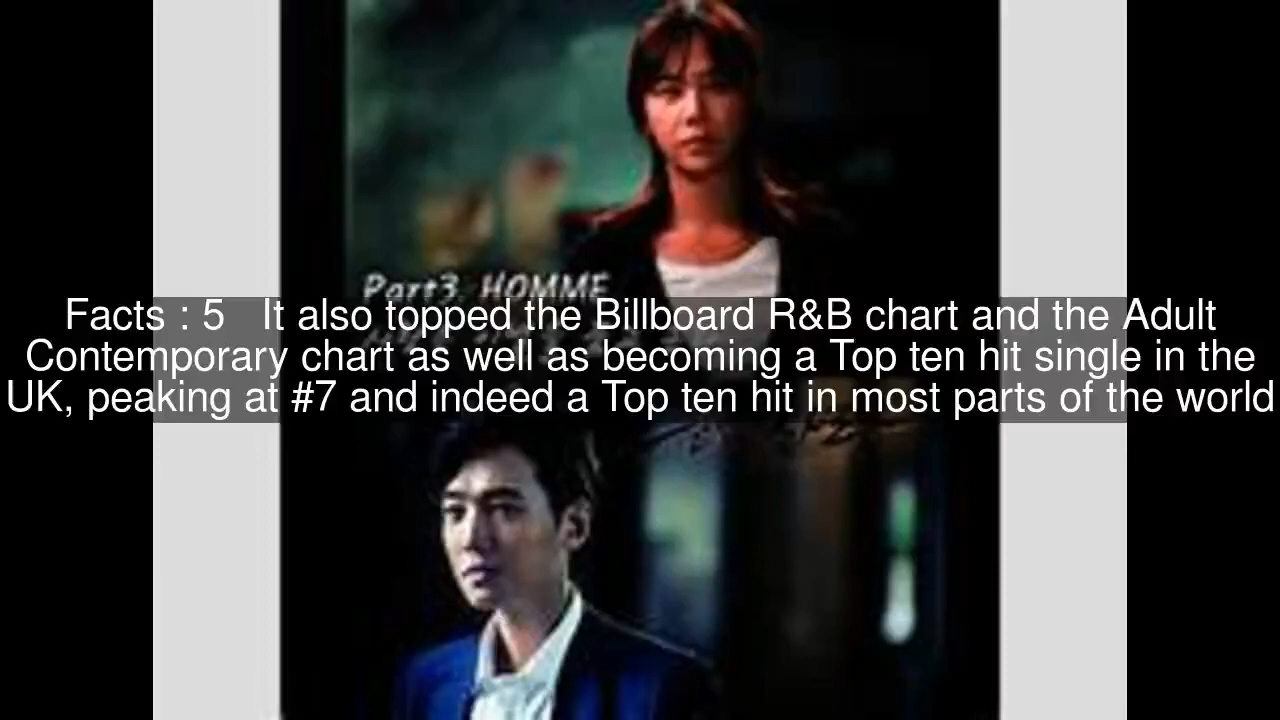 Part3. HOMME
Facts : 5 It also topped the Billboard R&B chart and the Adult
Contemporary chart as well as becoming a Top ten hit single in the
UK, peaking at #7 and indeed a Top ten hit in most parts of the world